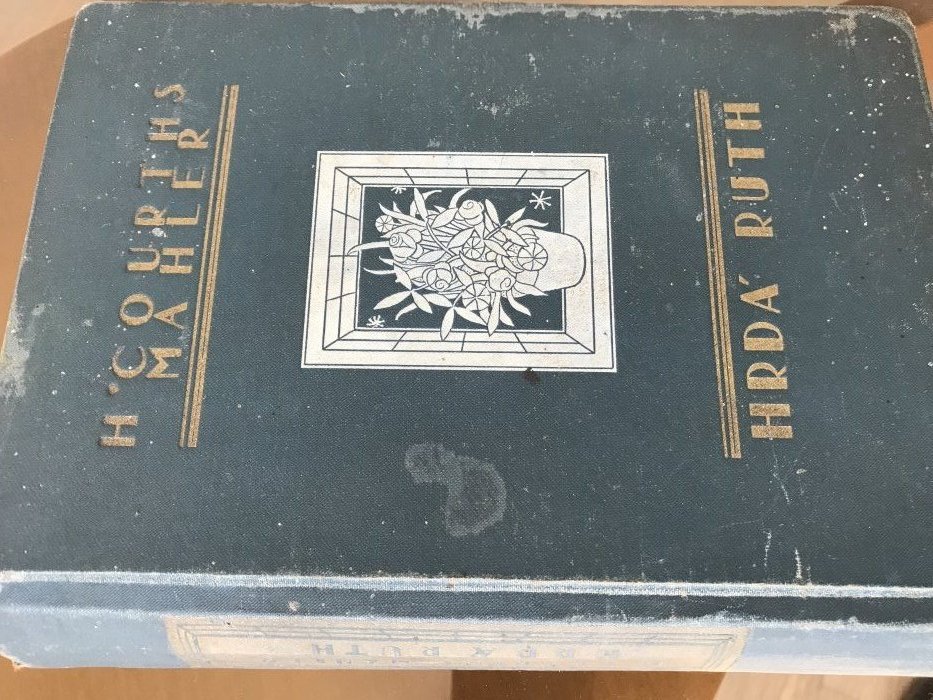 H. COURTHS
MAHLER
HRDÁ RUTH